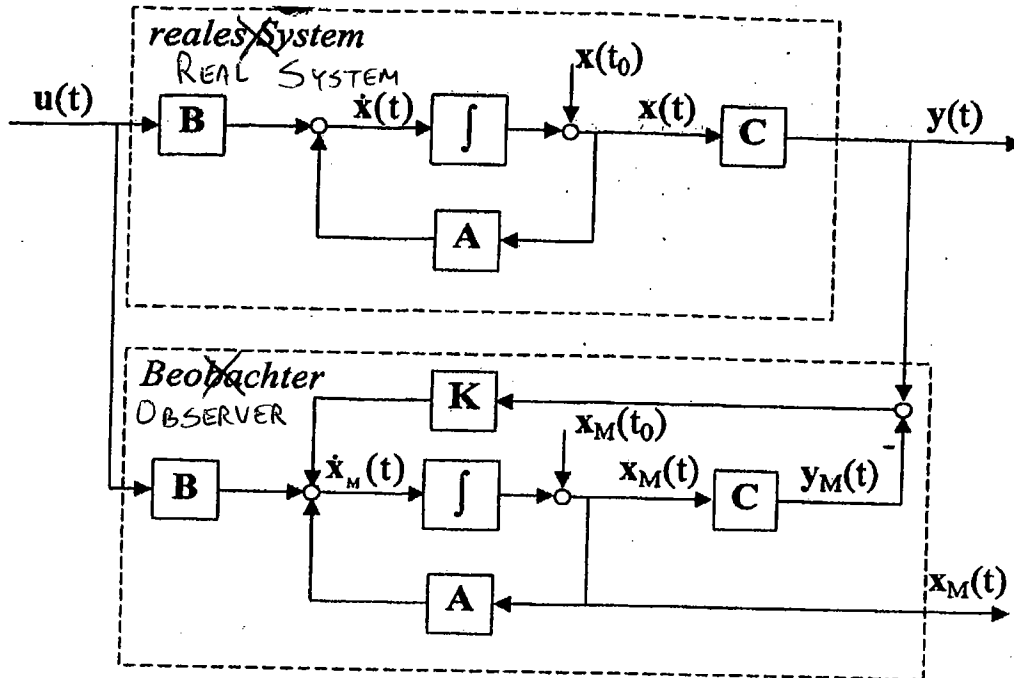 reales System
REAL SYSTEM
u(t)
B
ẋ(t)
∫
x(t₀)
x(t)
C
y(t)
A
Beobachter
OBSERVER
K
x_M(t₀)
B
ẋ_M(t)
∫
x_M(t)
C
y_M(t)
-
A
x_M(t)